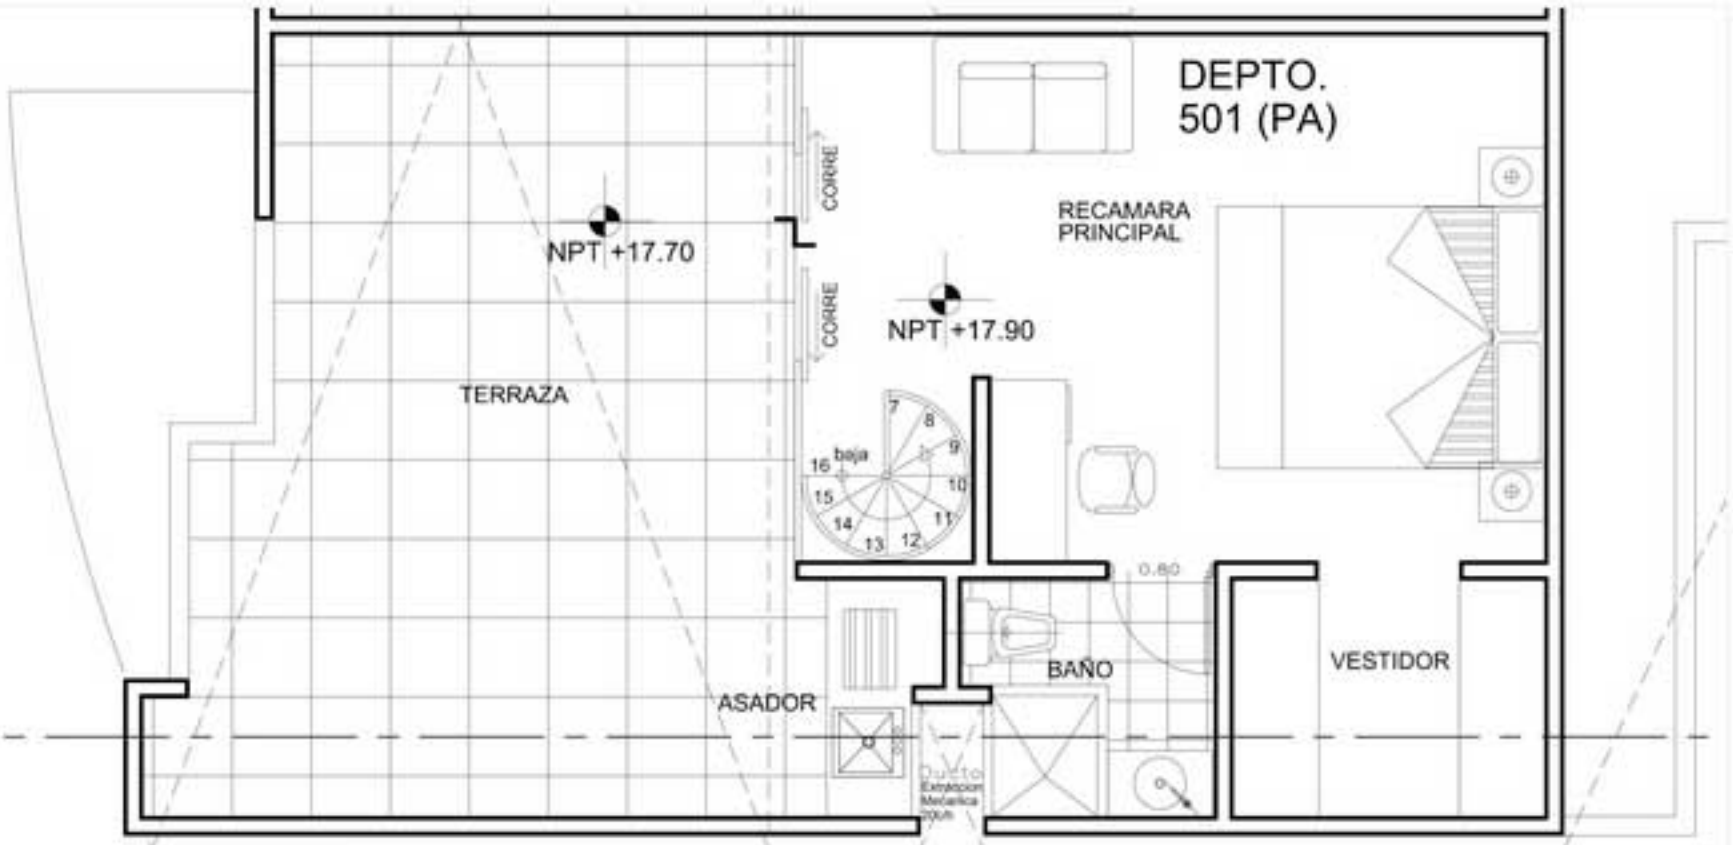 DEPTO.
501 (PA)
CORRE
RECAMARA
PRINCIPAL
NPT +17.70
CORRE
NPT +17.90
TERRAZA
7
8
9
baja
16
10
15
11
14
12
13
0.80
BAÑO
VESTIDOR
ASADOR
Ducto
Extraccion
Mecanica